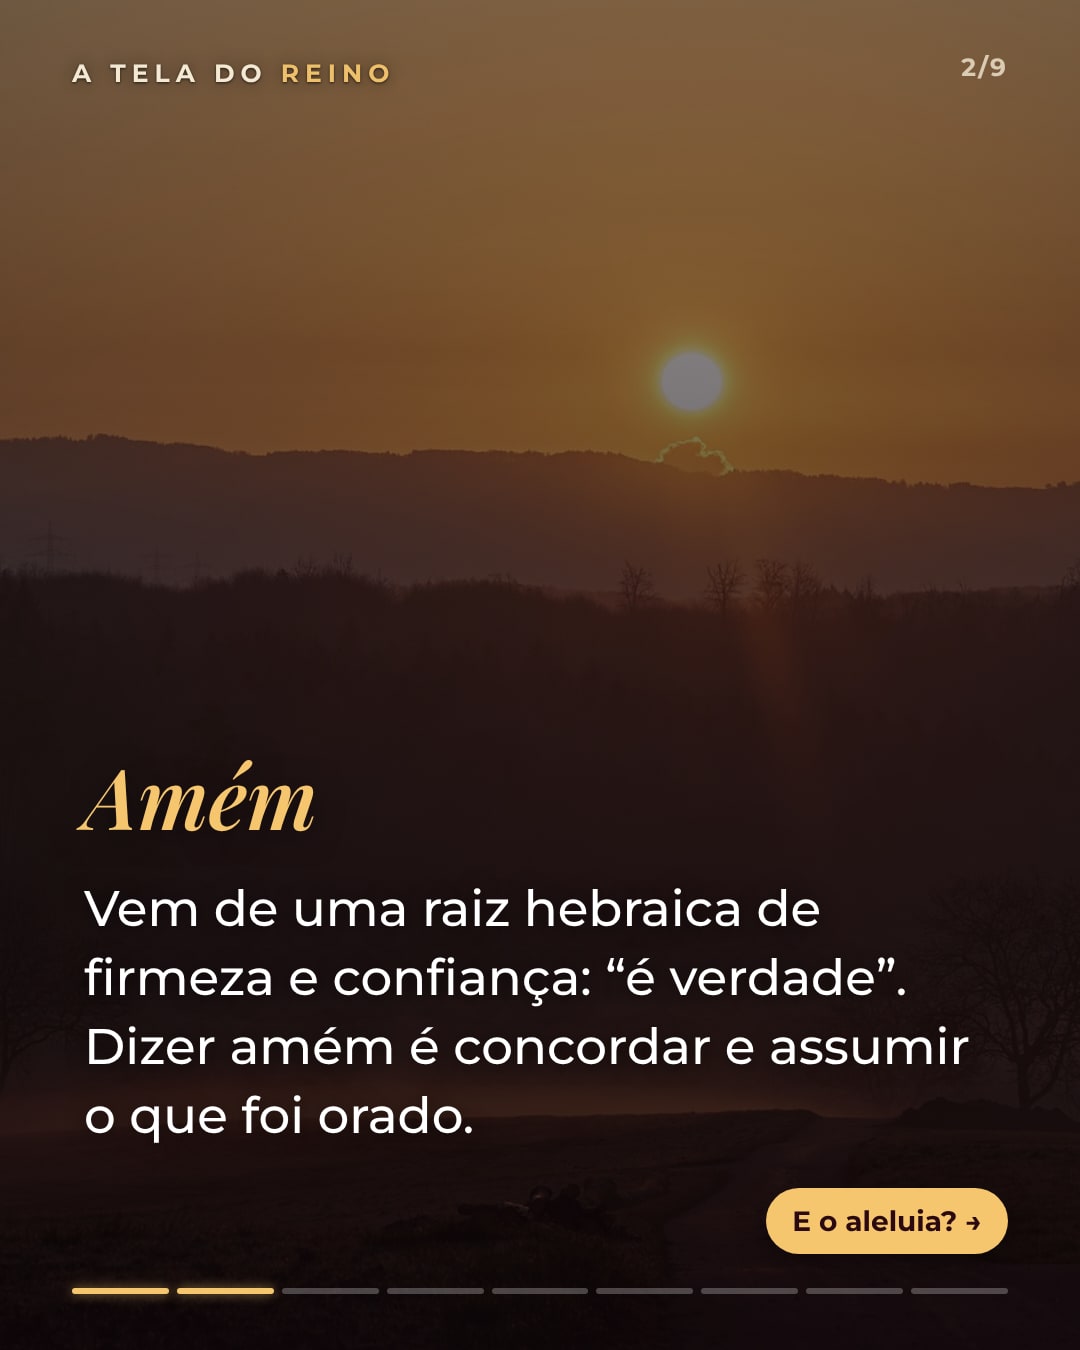 A TELA DO REINO
2/9
Amém
Vem de uma raiz hebraica de
firmeza e confiança: “é verdade”.
Dizer amém é concordar e assumir
o que foi orado.
E o aleluia? →